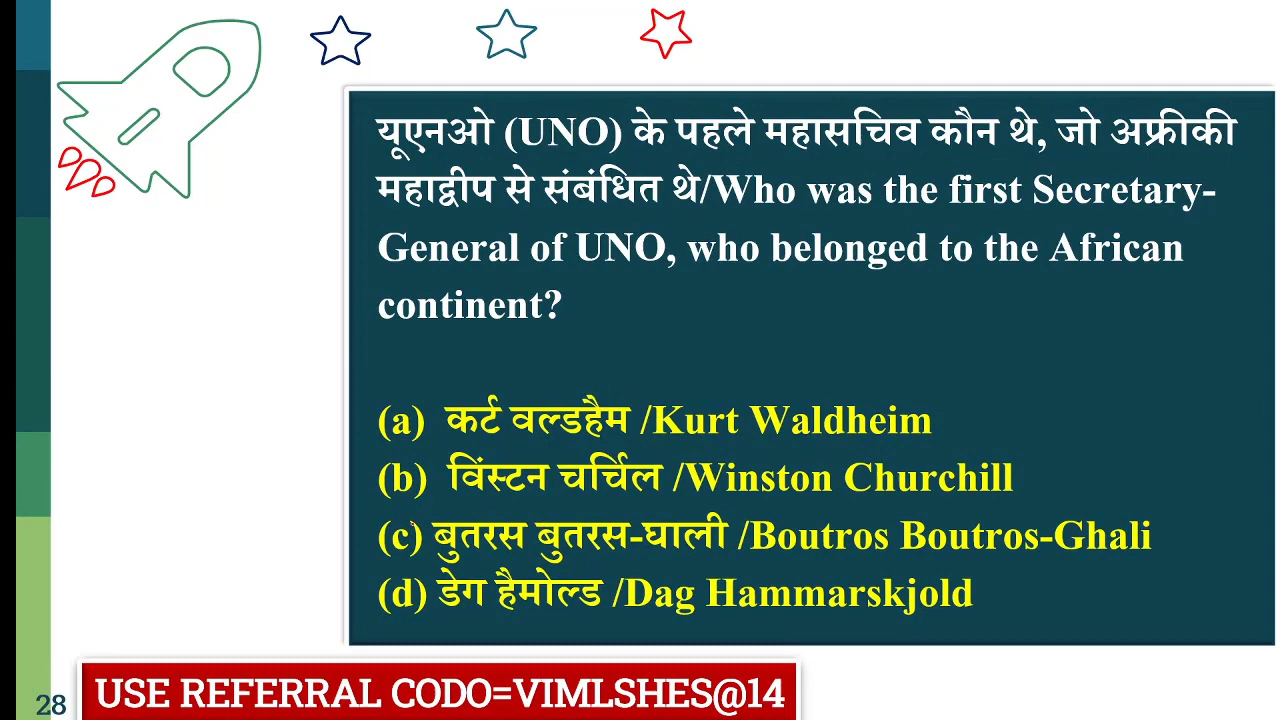 यूएनओ (UNO) के पहले महासचिव कौन थे, जो अफ्रीकी
महाद्वीप से संबंधित थे/Who was the first Secretary-
General of UNO, who belonged to the African
continent?
(a) कर्ट वल्डहैम /Kurt Waldheim
(b) विंस्टन चर्चिल /Winston Churchill
(c) बुतरस बुतरस-घाली /Boutros Boutros-Ghali
(d) डेग हैमोल्ड /Dag Hammarskjold
USE REFERRAL CODO=VIMLSHES@14
28